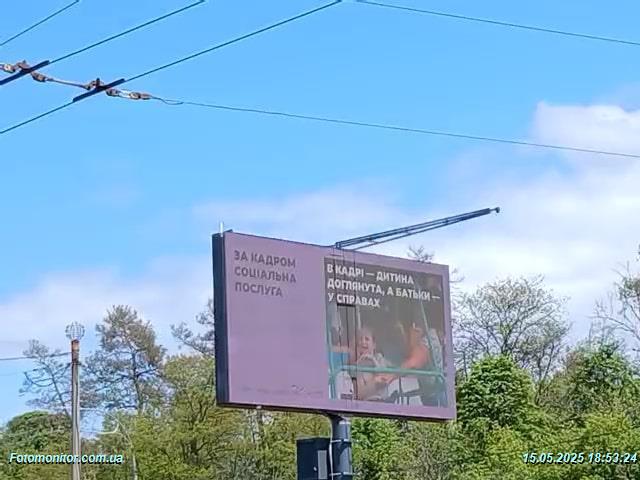 ЗА КАДРОМ
СОЦІАЛЬНА
ПОСЛУГА
В КАДРІ — ДИТИНА
ДОГЛЯНУТА, А БАТЬКИ —
У СПРАВАХ
Fotomonitor.com.ua
15.05.2025 18:53:24